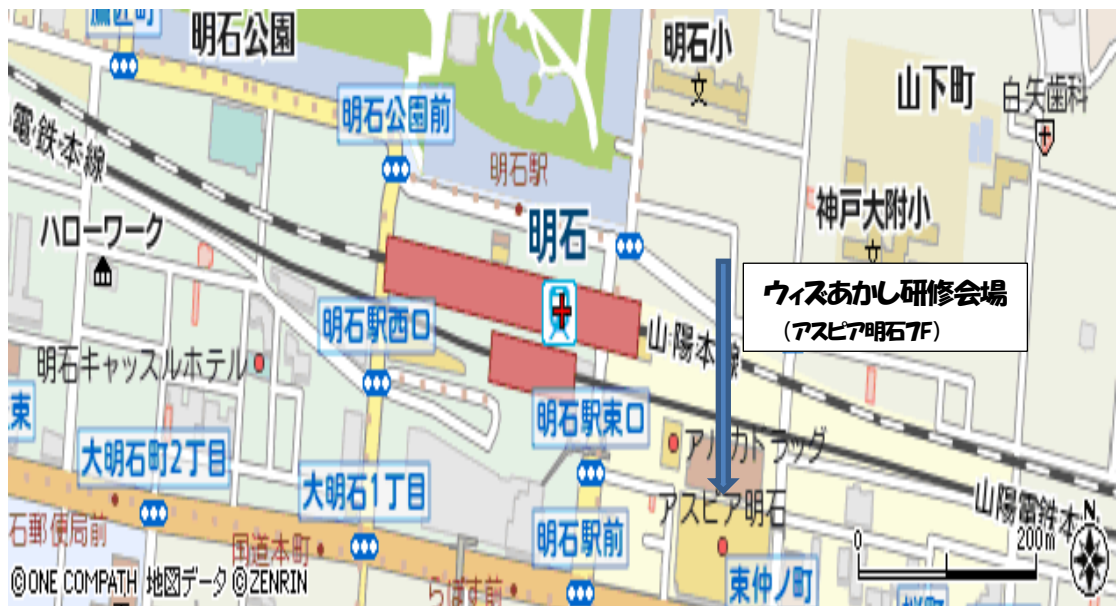 鷹匠町
明石公園
明石小
山下町
白矢歯科
明石公園前
電鉄本線
明石駅
神戸大附小
ハローワーク
明石
ウィズあかし研修会場
(アスピア明石7F)
明石駅西口
山陽本線
明石キャッスルホテル
東
明石駅東口
アルカドラッグ
大明石町2丁目
大明石1丁目
アスピア明石
山陽電鉄本
N
石郵便局前
国道本町
明石駅前
0
200m
東仲ノ町
©ONE COMPATH 地図データ ©ZENRIN
らぽす前